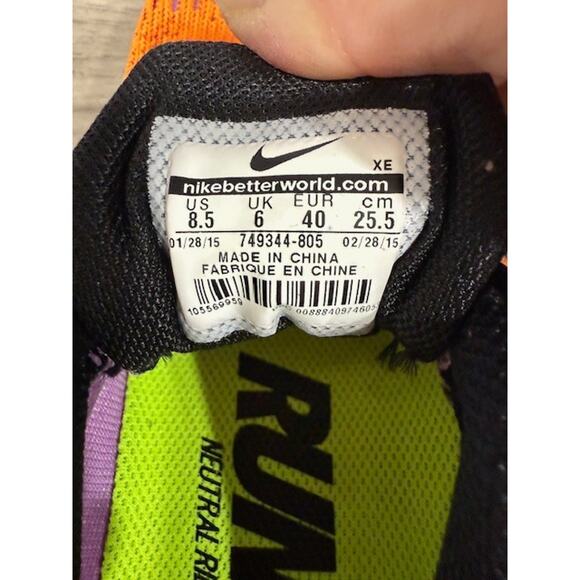 XE
nikebetterworld.com
US UK EUR cm
8.5 6 40 25.5
01/28/15 749344-805 02/28/15
MADE IN CHINA
FABRIQUE EN CHINE
105569959
RUN
NEUTRAL